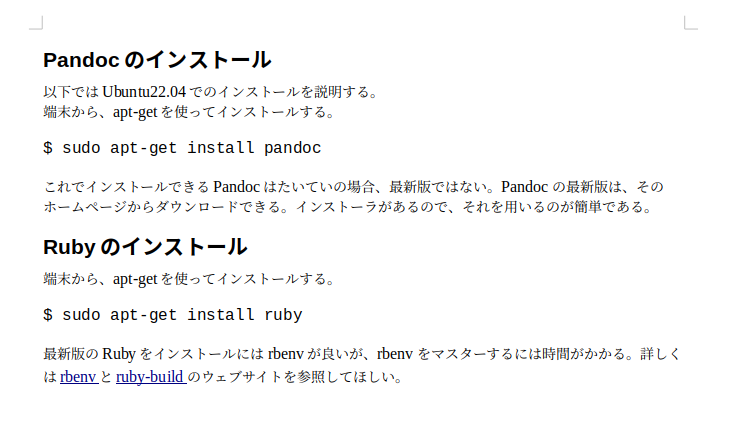 Pandoc のインストール
以下では Ubuntu22.04 でのインストールを説明する。
端末から、apt-get を使ってインストールする。
$ sudo apt-get install pandoc
これでインストールできる Pandoc はたいていの場合、最新版ではない。Pandoc の最新版は、その
ホームページからダウンロードできる。インストーラがあるので、それを用いるのが簡単である。
Ruby のインストール
端末から、apt-get を使ってインストールする。
$ sudo apt-get install ruby
最新版の Ruby をインストールには rbenv が良いが、rbenv をマスターするには時間がかかる。詳しく
は rbenv と ruby-build のウェブサイトを参照してほしい。